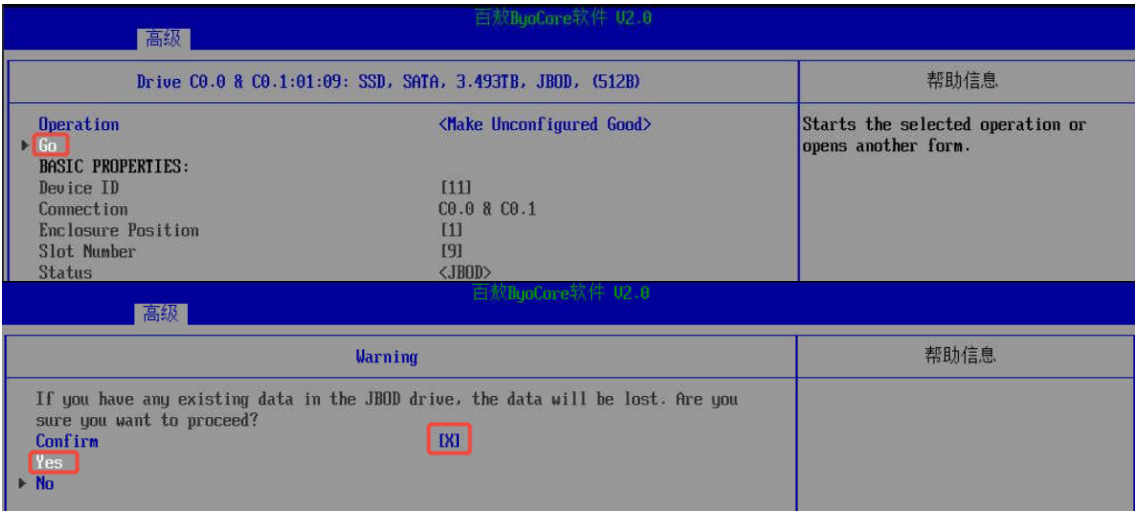 百敖ByoCore软件 V2.0
高级
Drive C0.0 & C0.1:01:09: SSD, SATA, 3.493TB, JBOD, (512B)
帮助信息
Operation <Make Unconfigured Good>
Go
BASIC PROPERTIES:
Device ID [11]
Connection C0.0 & C0.1
Enclosure Position [1]
Slot Number [9]
Status <JBOD>
Starts the selected operation or
opens another form.
百敖ByoCore软件 V2.0
高级
Warning
帮助信息
If you have any existing data in the JBOD drive, the data will be lost. Are you
sure you want to proceed?
Confirm [X]
Yes
No